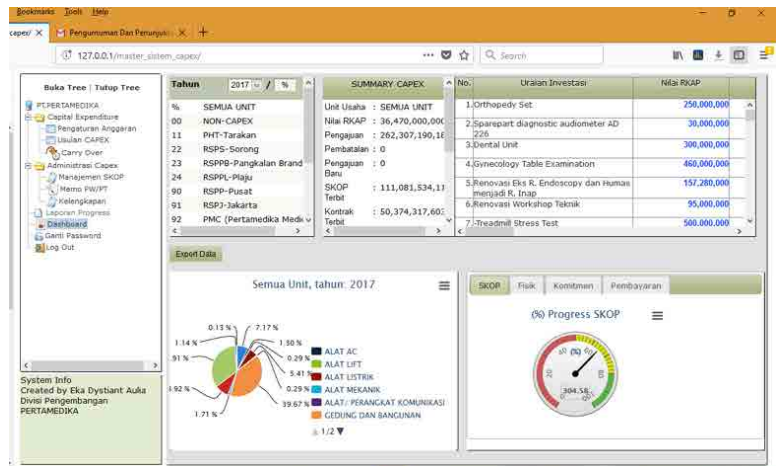 Bookmarks Tools Help
capex/ × Pengumuman Dan Penunjuk × +
127.0.0.1/master_sistem_capex/
Search
Buka Tree | Tutup Tree
PT.PERTAMEDIKA
Capital Expenditure
Pengaturan Anggaran
Usulan CAPEX
Carry Over
Administrasi Capex
Manajemen SKOP
Memo PW/PT
Kelengkapan
Laporan Progress
Dashboard
Ganti Password
Log Out
System Info
Created by Eka Dystiant Aulia
Divisi Pengembangan
PERTAMEDIKA
Tahun 2017 / %
% SEMUA UNIT
00 NON-CAPEX
11 PHT-Tarakan
22 RSPS-Sorong
23 RSPPB-Pangkalan Brand
24 RSPPL-Plaju
90 RSPP-Pusat
91 RSPJ-Jakarta
92 PMC (Pertamedika Medi
SUMMARY CAPEX
Unit Usaha : SEMUA UNIT
Nilai RKAP : 36,470,000,000
Pengajuan : 262,307,190,18
Pembatalan : 0
Pengajuan : 0
Baru
SKOP : 111,081,534,11
Terbit
Kontrak : 50,374,317,603
Terbit
No. Uraian Investasi Nilai RKAP
1. Orthopedy Set 250,000,000
2. Sparepart diagnostic audiometer AD 30,000,000
226
3. Dental Unit 300,000,000
4. Gynecology Table Examination 460,000,000
5. Renovasi Eks R. Endoscopy dan Humas 157,280,000
menjadi R. Inap
6. Renovasi Workshop Teknik 95,000,000
7. -Treadmill Stress Test 500,000,000
Export Data
Semua Unit, tahun: 2017
0.13 % 7.17 %
1.14 % 1.50 %
.91 % 0.29 %
5.41 %
.92 % 0.29 %
39.67 %
1.71 %
ALAT AC
ALAT LIFT
ALAT LISTRIK
ALAT MEKANIK
ALAT/ PERANGKAT KOMUNIKASI
GEDUNG DAN BANGUNAN
1/2
SKOP Fisik Komitmen Pembayaran
(%) Progress SKOP
(%)
304.58